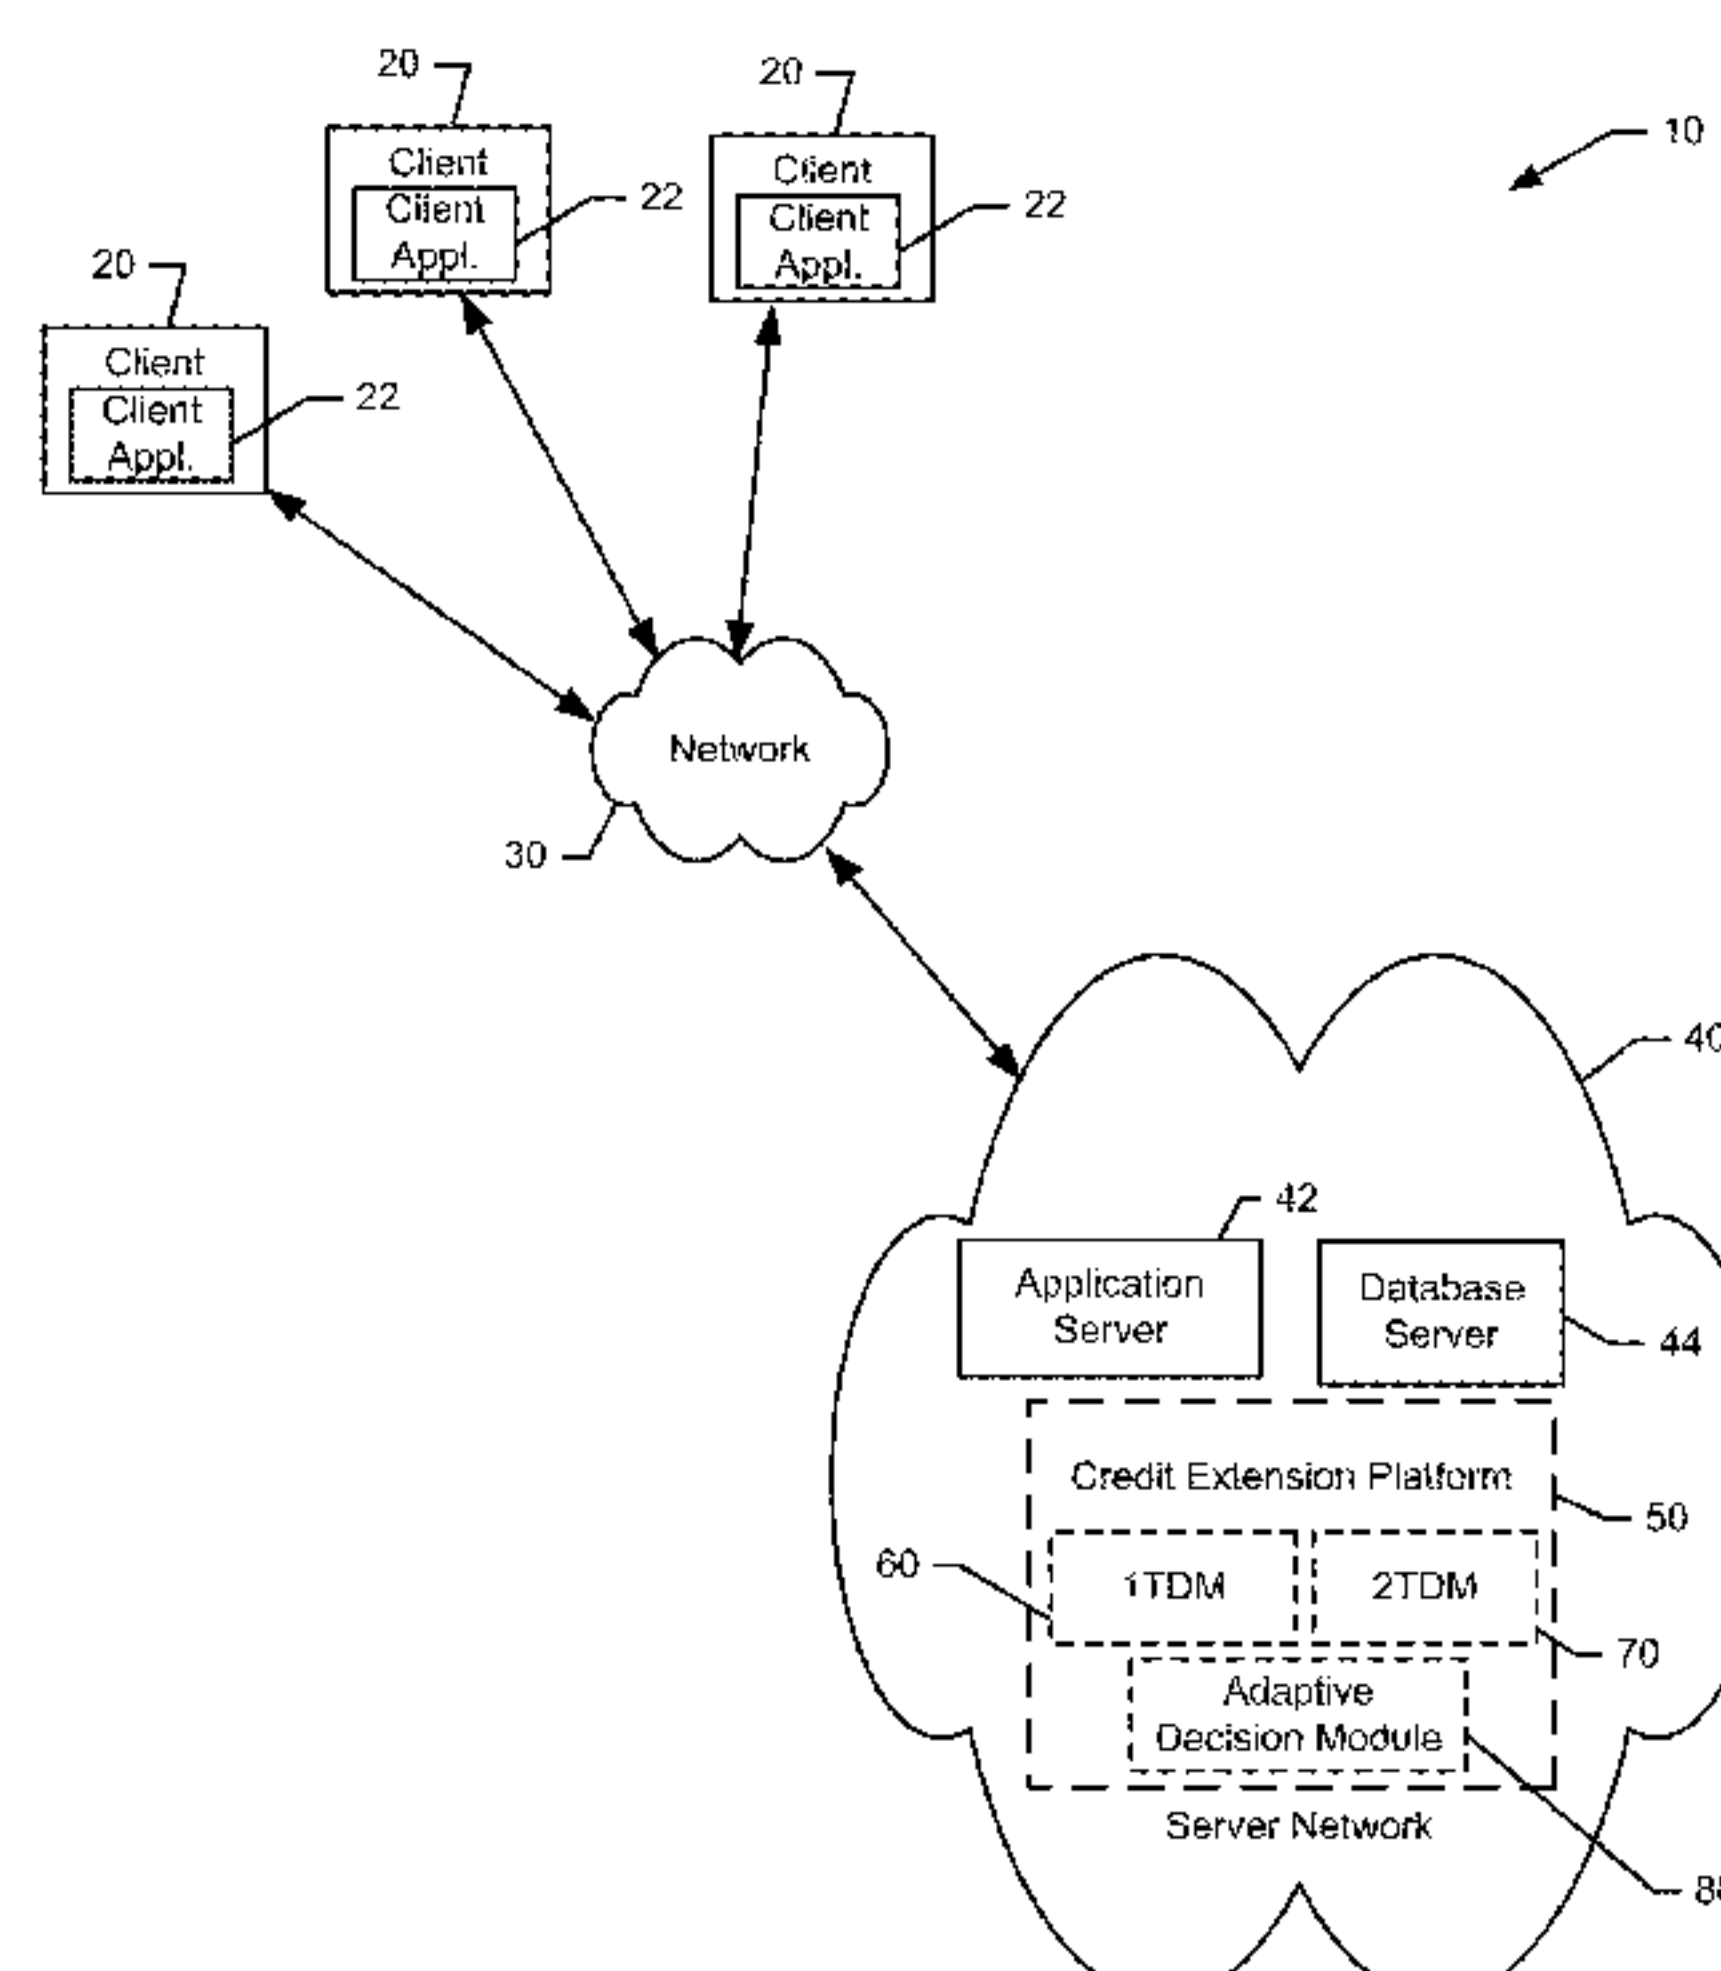 20
20
10
Client
Client
Client
Appl.
22
Client
Appl.
22
20
Client
Client
Appl.
22
Network
30
40
42
Application
Server
Database
Server
44
Credit Extension Platform
50
60
1TDM
2TDM
70
Adaptive
Decision Module
Server Network